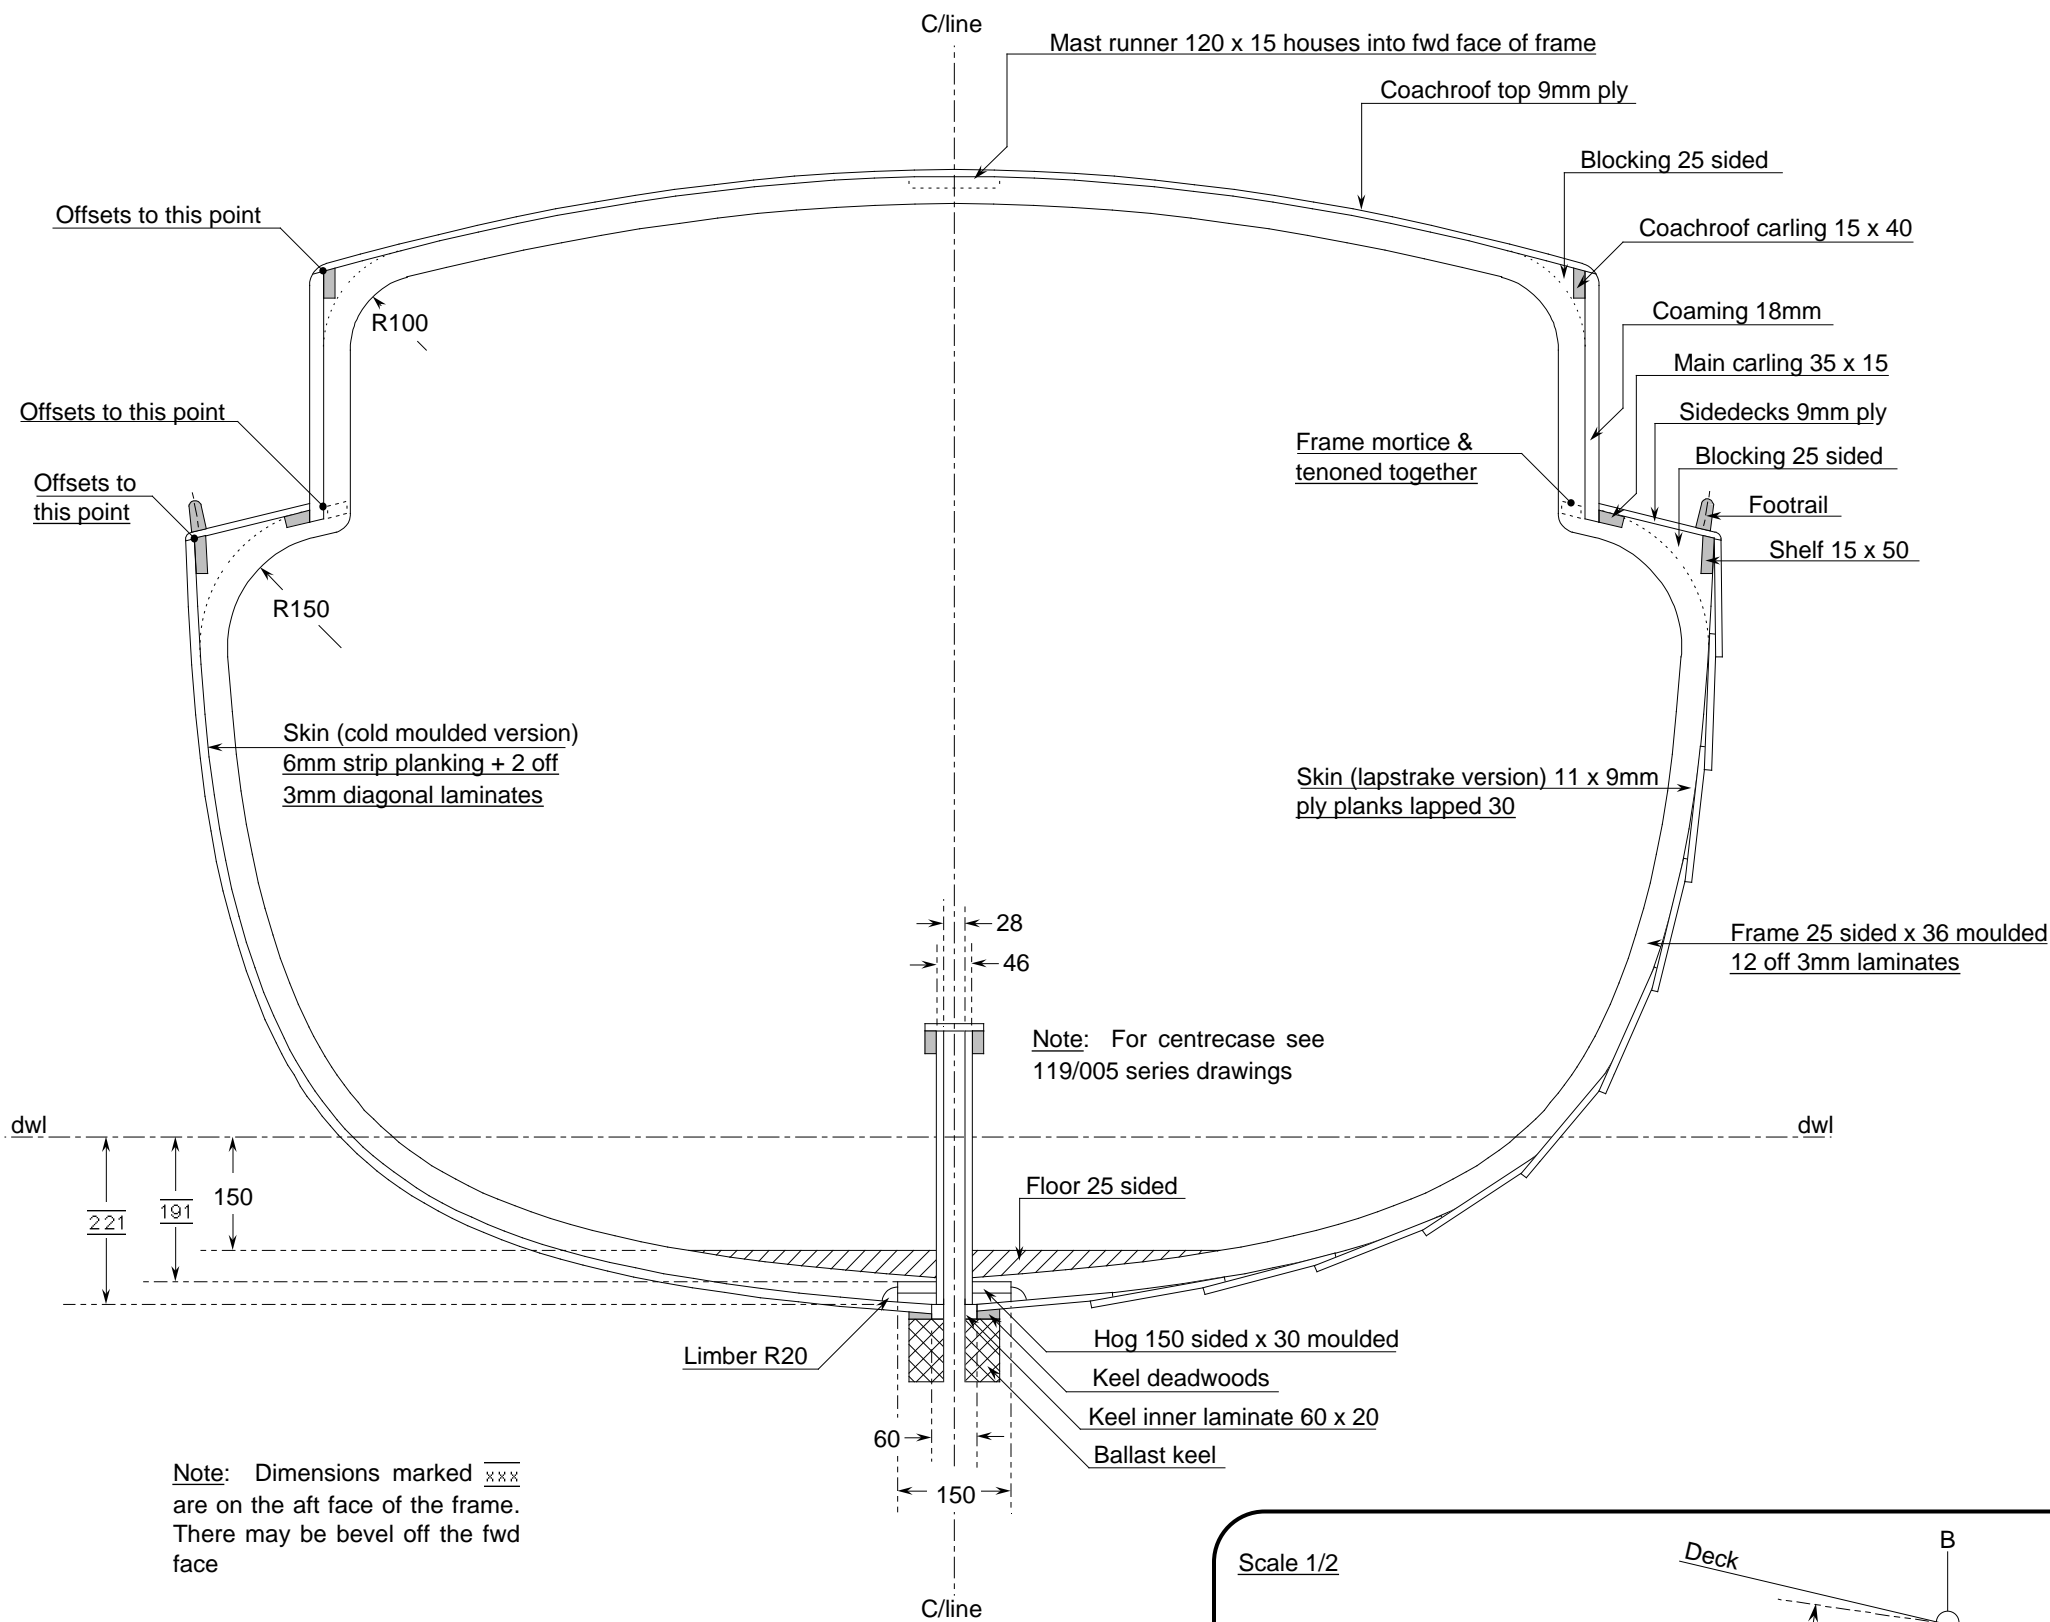 C/line
Mast runner 120 x 15 houses into fwd face of frame
Coachroof top 9mm ply
Blocking 25 sided
Offsets to this point
Coachroof carling 15 x 40
R100
Coaming 18mm
Main carling 35 x 15
Offsets to this point
Sidedecks 9mm ply
Frame mortice &
tenoned together
Blocking 25 sided
Offsets to
this point
Footrail
Shelf 15 x 50
R150
Skin (cold moulded version)
6mm strip planking + 2 off
3mm diagonal laminates
Skin (lapstrake version) 11 x 9mm
ply planks lapped 30
28
46
Frame 25 sided x 36 moulded
12 off 3mm laminates
Note: For centrecase see
119/005 series drawings
dwl
dwl
150
191
221
Floor 25 sided
Limber R20
Hog 150 sided x 30 moulded
Keel deadwoods
Keel inner laminate 60 x 20
Ballast keel
60
150
Note: Dimensions marked xxx
are on the aft face of the frame.
There may be bevel off the fwd
face
C/line
Scale 1/2
Deck
B